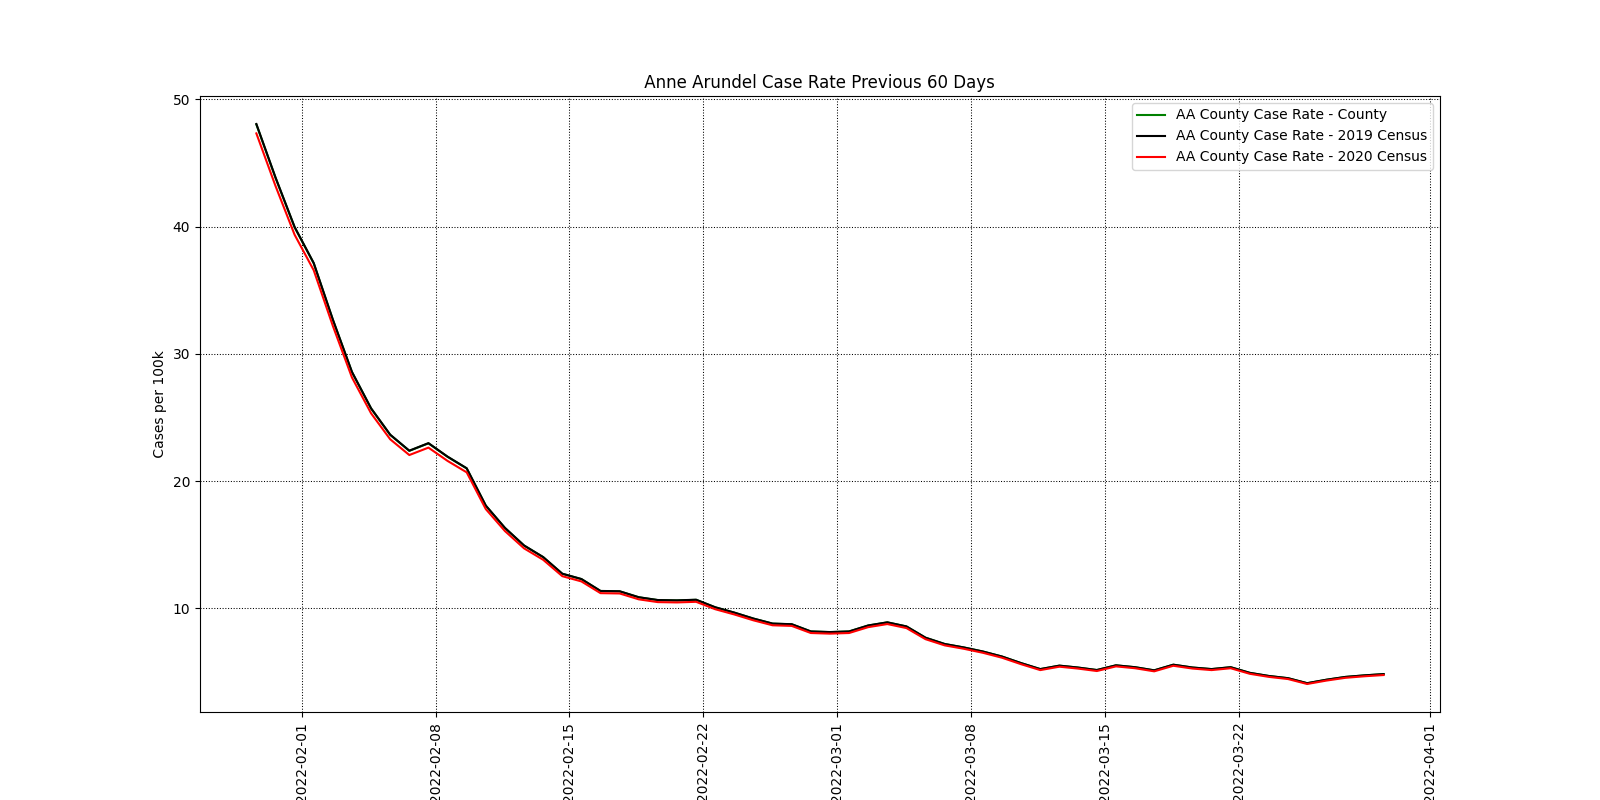 Anne Arundel Case Rate Previous 60 Days
50
40
30
20
10
Cases per 100k
AA County Case Rate - County
AA County Case Rate - 2019 Census
AA County Case Rate - 2020 Census
2022-02-01
2022-02-08
2022-02-15
2022-02-22
2022-03-01
2022-03-08
2022-03-15
2022-03-22
2022-04-01